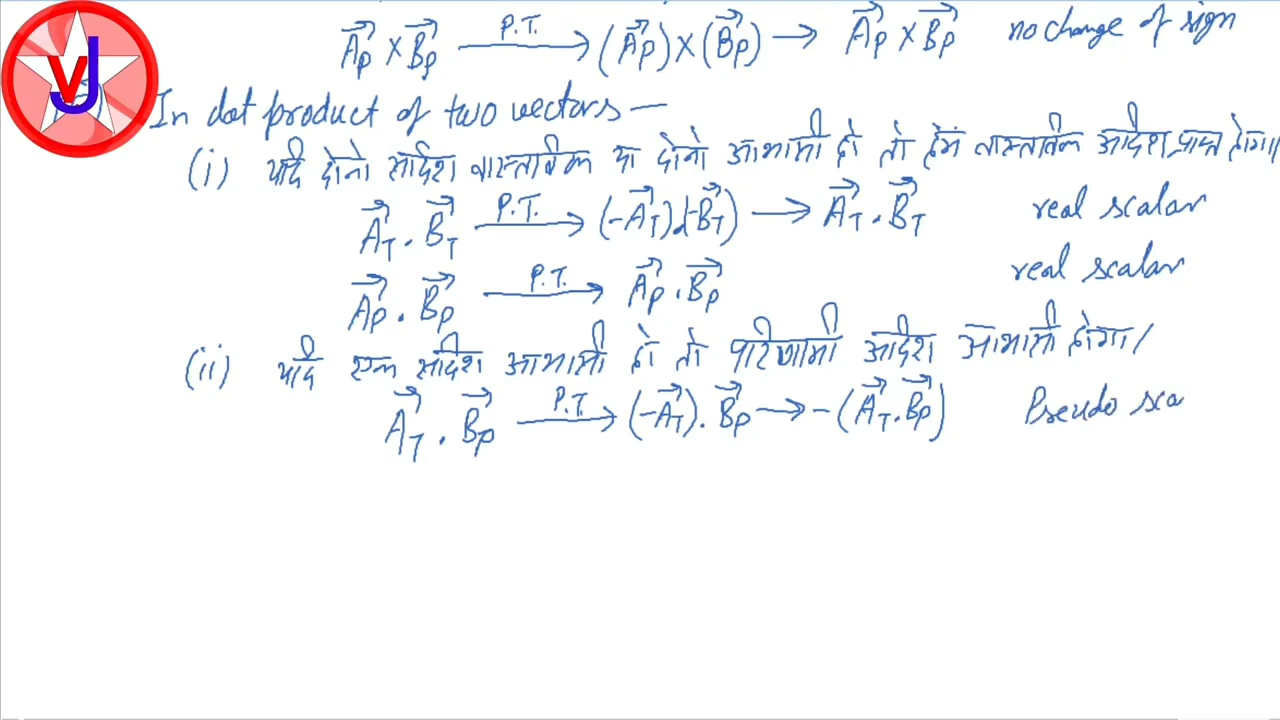 VJ
A⃗p × B⃗p —P.T.→ (A⃗p) × (B⃗p) → A⃗p × B⃗p no change of sign
In dot product of two vectors —
(i) यदि दोनो सदिश वास्तविक या दोनो आभासी हो तो हमें वास्तविक अदिश प्राप्त होगा।
A⃗T . B⃗T —P.T.→ (-A⃗T).(-B⃗T) → A⃗T . B⃗T real scalar
A⃗p . B⃗p —P.T.→ A⃗p . B⃗p real scalar
(ii) यदि एक सदिश आभासी हो तो परिणामी अदिश आभासी होगा।
A⃗T . B⃗p —P.T.→ (-A⃗T) . B⃗p → -(A⃗T . B⃗p) Pseudo sca